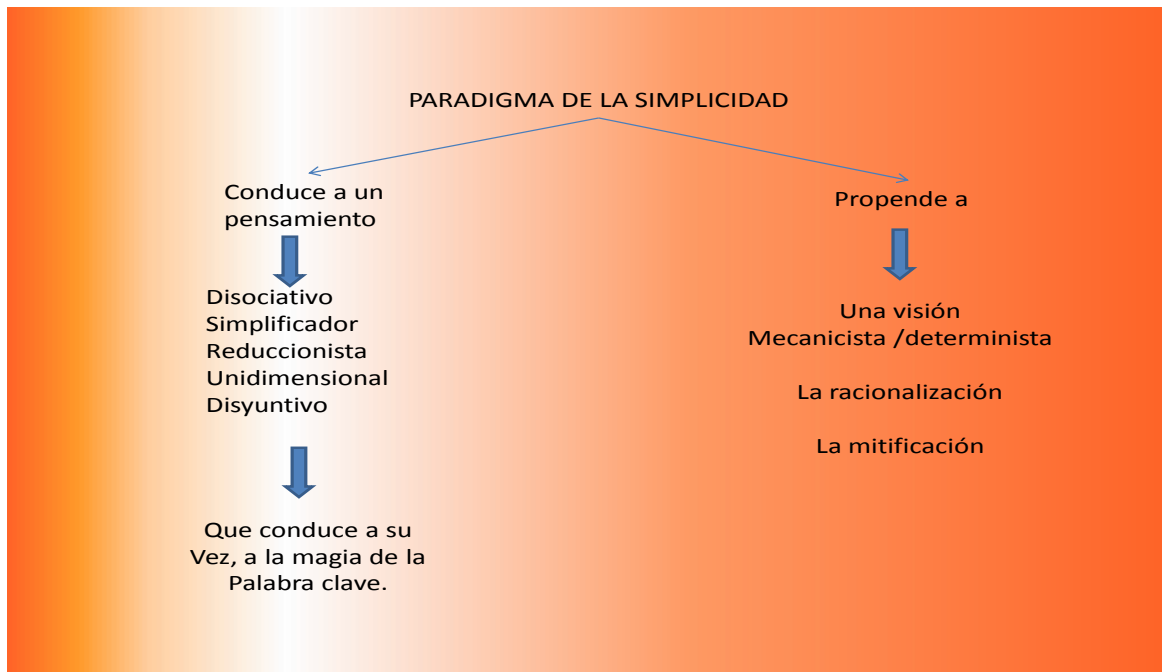 PARADIGMA DE LA SIMPLICIDAD
Conduce a un
pensamiento
Disociativo
Simplificador
Reduccionista
Unidimensional
Disyuntivo
Que conduce a su
Vez, a la magia de la
Palabra clave.
Propende a
Una visión
Mecanicista /determinista
La racionalización
La mitificación